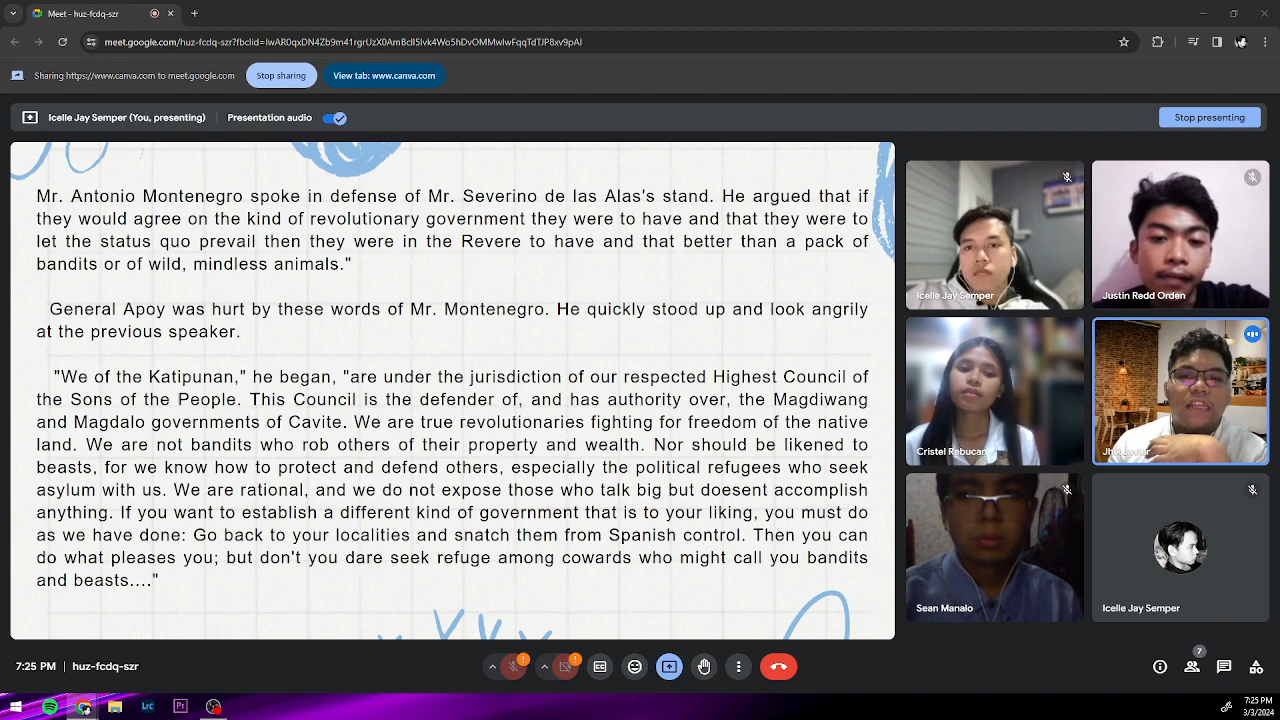 Meet - huz-fcdq-szr
meet.google.com/huz-fcdq-szr?fbclid=IwAR0qxDN4Zb9m41rgrUzX0AmBclI5lvk4Wo5hDvOMMwlwFqqTdTJP8xv9pAI
Sharing https://www.canva.com to meet.google.com
Stop sharing
View tab: www.canva.com
Icelle Jay Semper (You, presenting)
Presentation audio
Stop presenting
Mr. Antonio Montenegro spoke in defense of Mr. Severino de las Alas's stand. He argued that if
they would agree on the kind of revolutionary government they were to have and that they were to
let the status quo prevail then they were in the Revere to have and that better than a pack of
bandits or of wild, mindless animals."
General Apoy was hurt by these words of Mr. Montenegro. He quickly stood up and look angrily
at the previous speaker.
"We of the Katipunan," he began, "are under the jurisdiction of our respected Highest Council of
the Sons of the People. This Council is the defender of, and has authority over, the Magdiwang
and Magdalo governments of Cavite. We are true revolutionaries fighting for freedom of the native
land. We are not bandits who rob others of their property and wealth. Nor should be likened to
beasts, for we know how to protect and defend others, especially the political refugees who seek
asylum with us. We are rational, and we do not expose those who talk big but doesent accomplish
anything. If you want to establish a different kind of government that is to your liking, you must do
as we have done: Go back to your localities and snatch them from Spanish control. Then you can
do what pleases you; but don't you dare seek refuge among cowards who might call you bandits
and beasts...."
Icelle Jay Semper
Justin Redd Orden
Cristel Rebucan
Sean Manalo
Icelle Jay Semper
7:25 PM | huz-fcdq-szr
7
Lrc
Pr
7:25 PM
3/3/2024